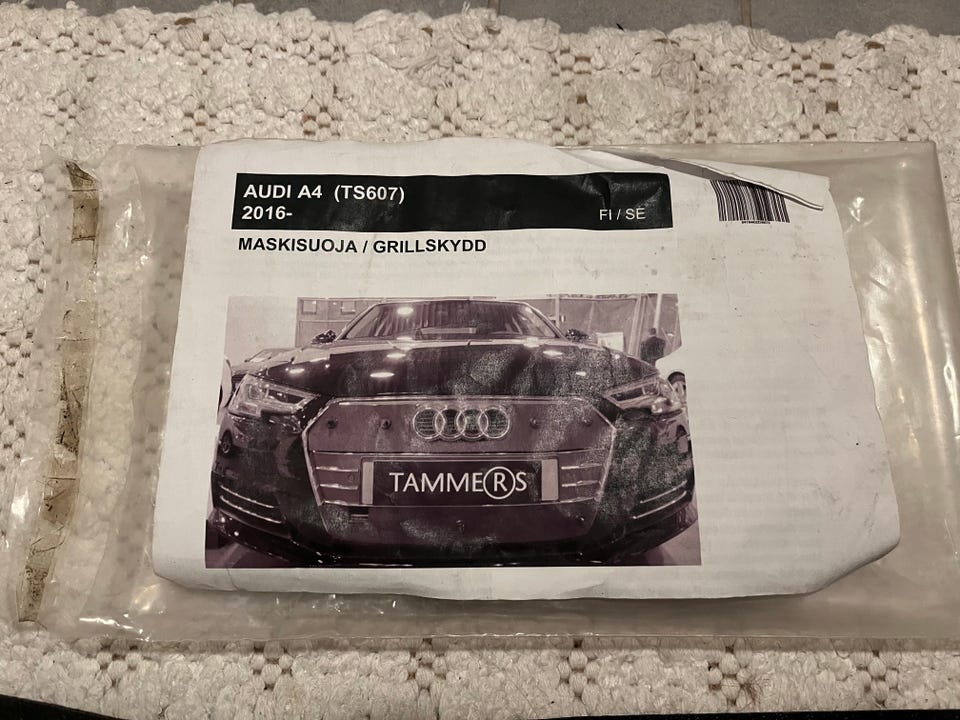 AUDI A4 (TS607)
2016-
FI / SE
MASKISUOJA / GRILLSKYDD
TAMMERS